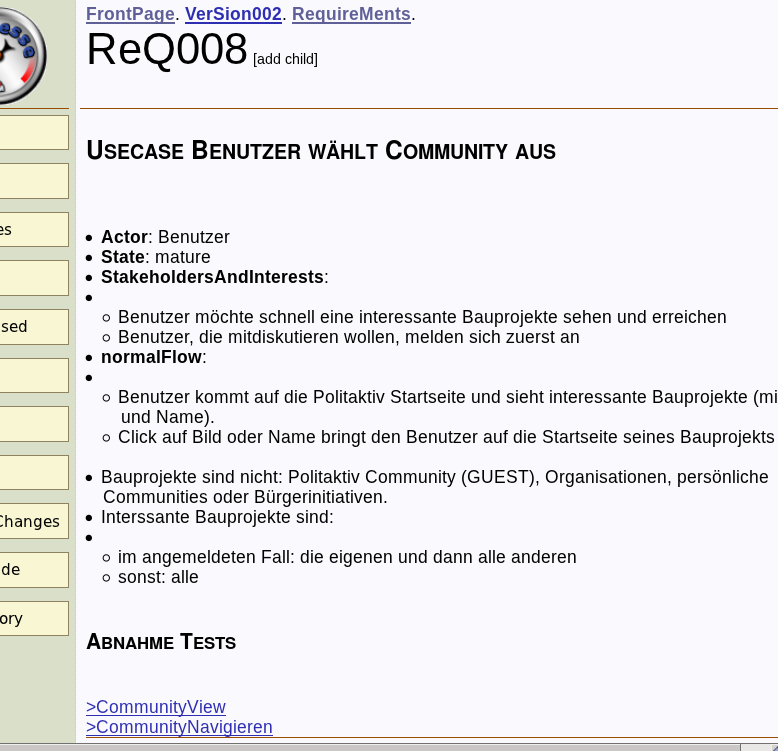 FrontPage. VerSion002. RequireMents.
ReQ008 [add child]
USECASE BENUTZER WÄHLT COMMUNITY AUS
• Actor: Benutzer
• State: mature
• StakeholdersAndInterests:
•
◦ Benutzer möchte schnell eine interessante Bauprojekte sehen und erreichen
◦ Benutzer, die mitdiskutieren wollen, melden sich zuerst an
• normalFlow:
•
◦ Benutzer kommt auf die Politaktiv Startseite und sieht interessante Bauprojekte (mi
und Name).
◦ Click auf Bild oder Name bringt den Benutzer auf die Startseite seines Bauprojekts
• Bauprojekte sind nicht: Politaktiv Community (GUEST), Organisationen, persönliche
Communities oder Bürgerinitiativen.
• Interssante Bauprojekte sind:
•
◦ im angemeldeten Fall: die eigenen und dann alle anderen
◦ sonst: alle
ABNAHME TESTS
>CommunityView
>CommunityNavigieren
es
sed
Changes
de
ory